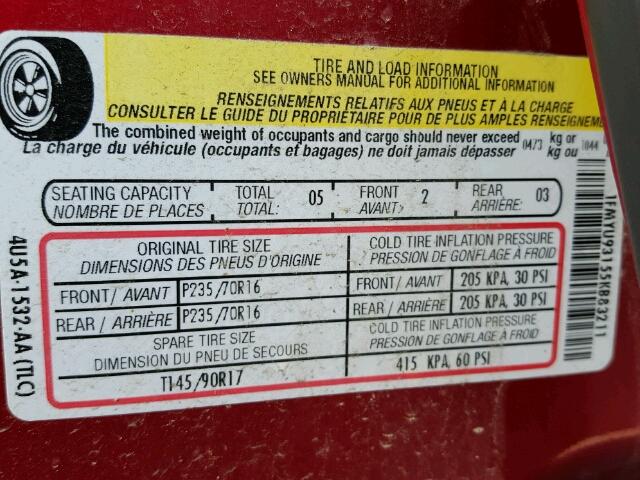 TIRE AND LOAD INFORMATION
SEE OWNERS MANUAL FOR ADDITIONAL INFORMATION
RENSEIGNEMENTS RELATIFS AUX PNEUS ET À LA CHARGE
CONSULTER LE GUIDE DU PROPRIÉTAIRE POUR DE PLUS AMPLES RENSEIGNEME
The combined weight of occupants and cargo should never exceed 0473 kg or 1044
La charge du véhicule (occupants et bagages) ne doit jamais dépasser kg ou
SEATING CAPACITY TOTAL 05 FRONT 2 REAR 03
NOMBRE DE PLACES TOTAL: AVANT: ARRIÈRE:
ORIGINAL TIRE SIZE COLD TIRE INFLATION PRESSURE
DIMENSIONS DES PNEUS D'ORIGINE PRESSION DE GONFLAGE À FROID
FRONT/ AVANT P235/70R16 FRONT/ AVANT 205 KPA, 30 PSI
REAR / ARRIÈRE P235/70R16 REAR / ARRIÈRE 205 KPA, 30 PSI
SPARE TIRE SIZE COLD TIRE INFLATION PRESSURE
DIMENSION DU PNEU DE SECOURS PRESSION DE GONFLAGE À FROID
T145/90R17 415 KPA, 60 PSI
4U5A-1532-AA (TLC)
1FMYU93155KB83211